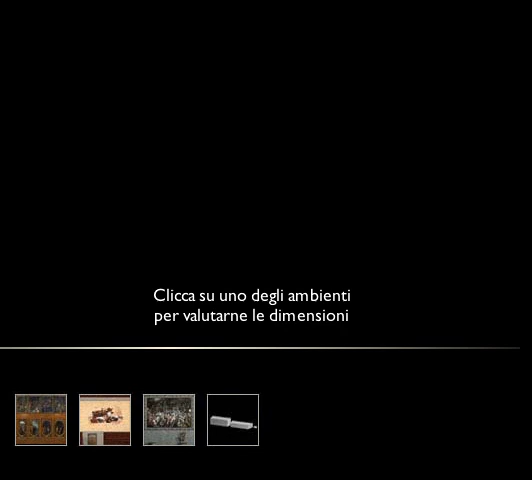 Clicca su uno degli ambienti
per valutarne le dimensioni